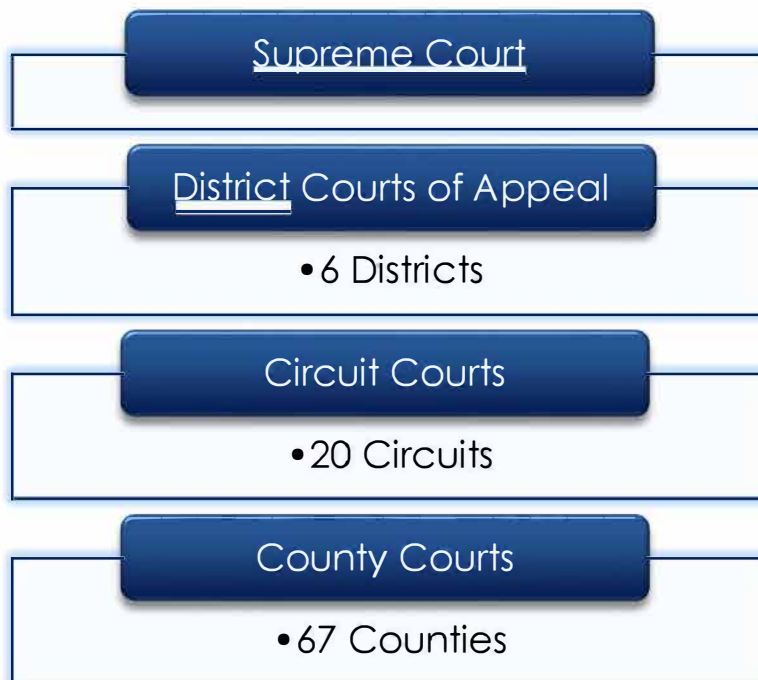 Supreme Court
District Courts of Appeal
•6 Districts
Circuit Courts
•20 Circuits
County Courts
•67 Counties